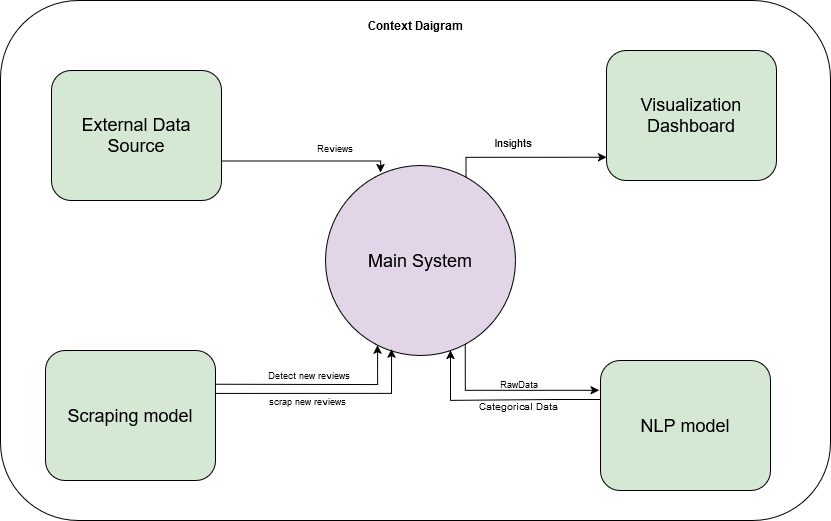 Context Daigram
External Data
Source
Visualization
Dashboard
Reviews
Insights
Main System
Scraping model
Detect new reviews
scrap new reviews
RawData
Categorical Data
NLP model